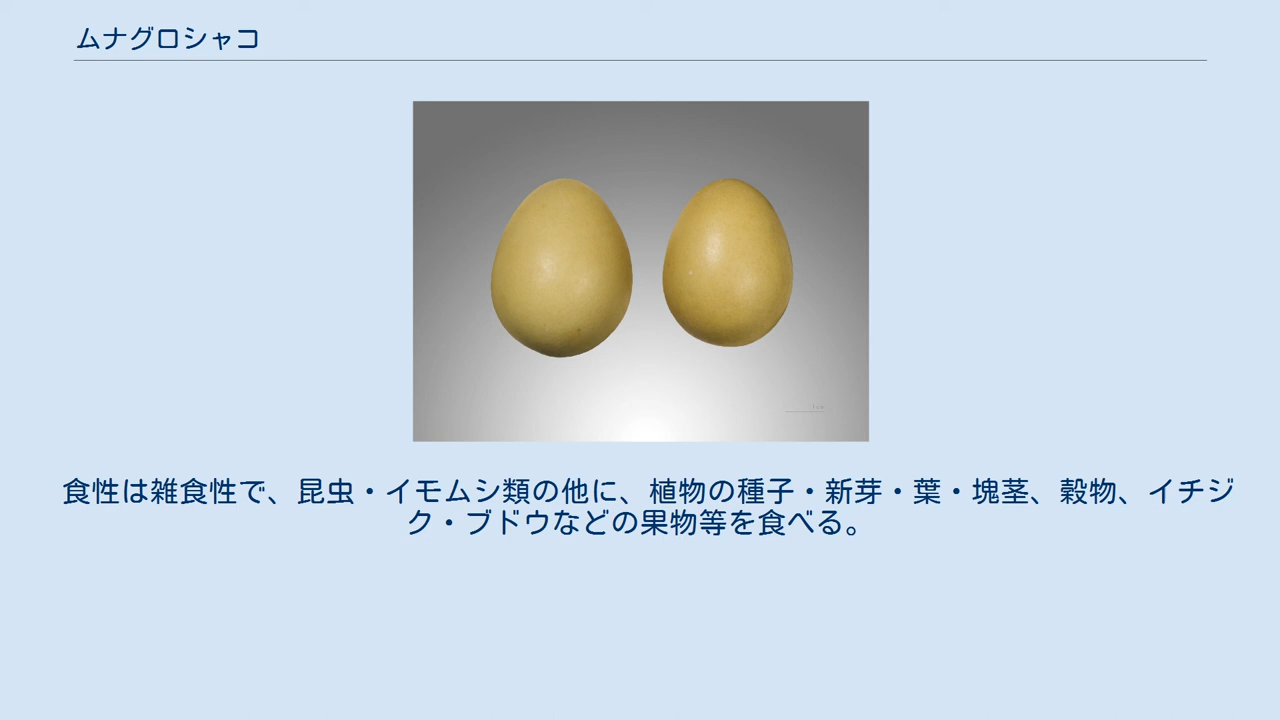 ムナグロシャコ
食性は雑食性で、昆虫・イモムシ類の他に、植物の種子・新芽・葉・塊茎、穀物、イチジ
ク・ブドウなどの果物等を食べる。